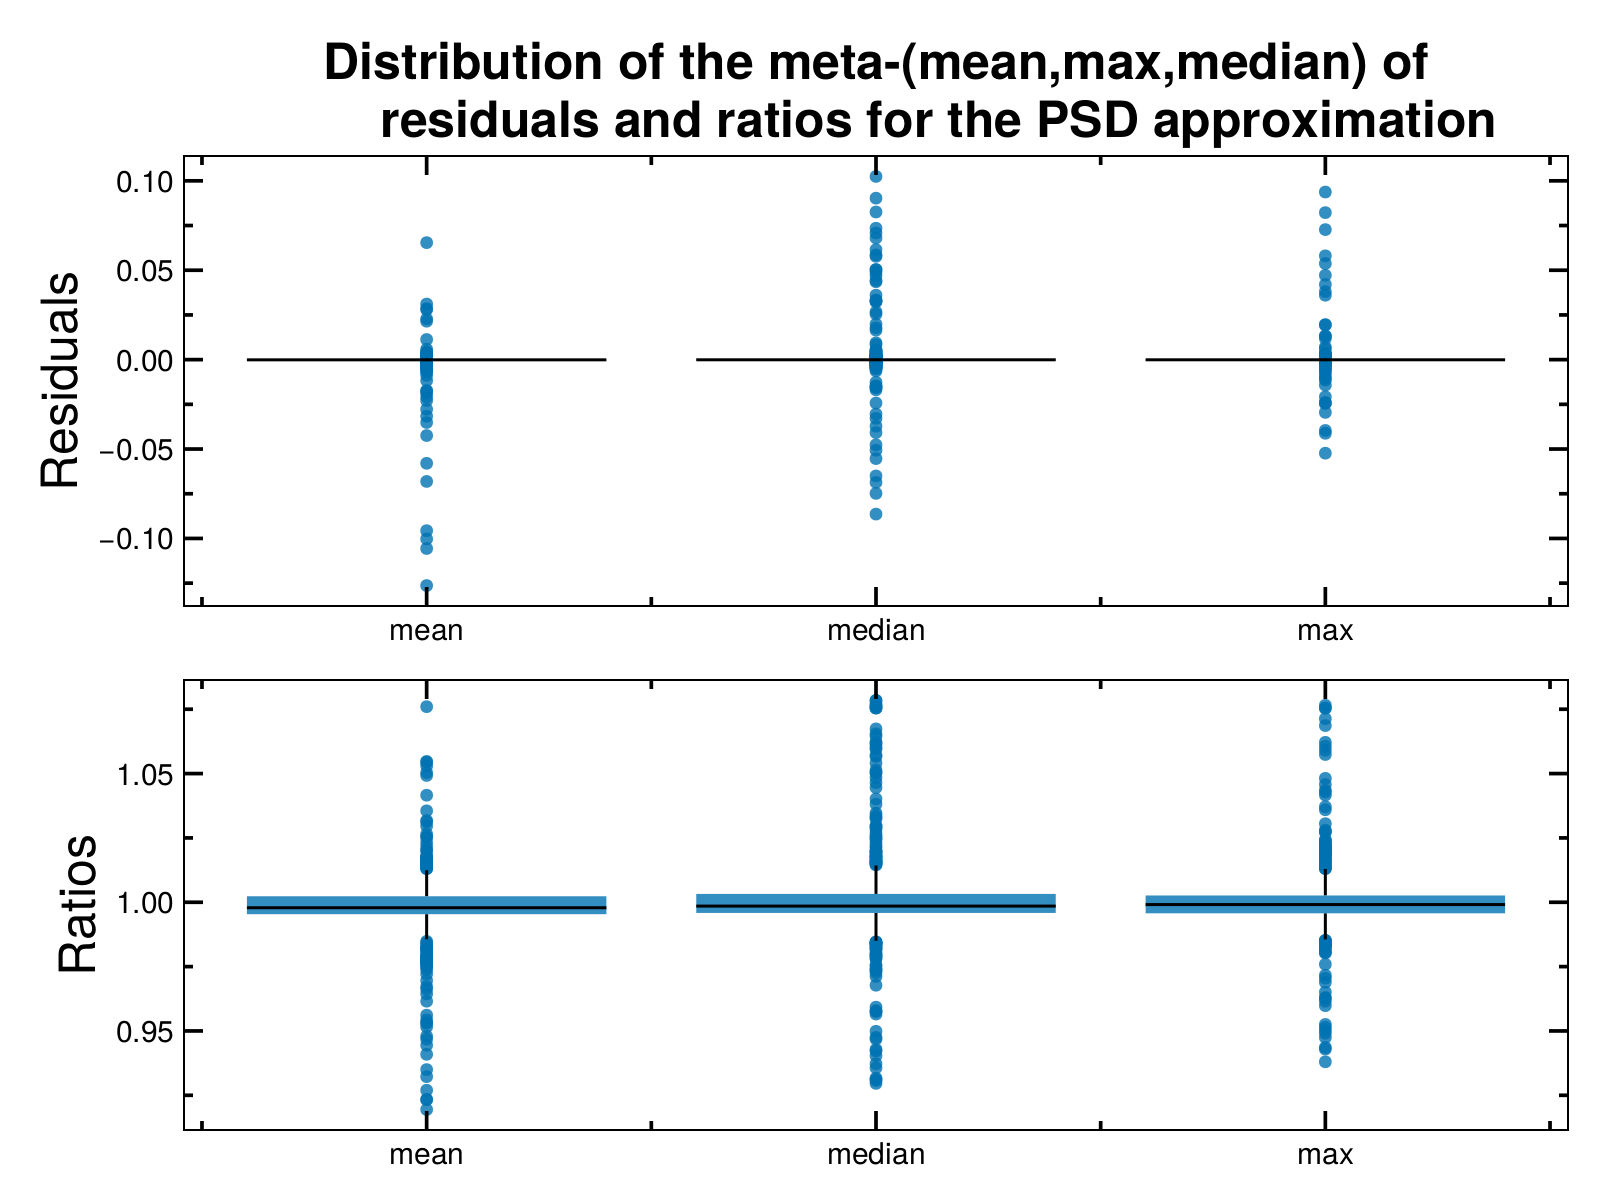 Distribution of the meta-(mean,max,median) of
residuals and ratios for the PSD approximation
Residuals
0.10
0.05
0.00
−0.05
−0.10
mean median max
Ratios
1.05
1.00
0.95
mean median max